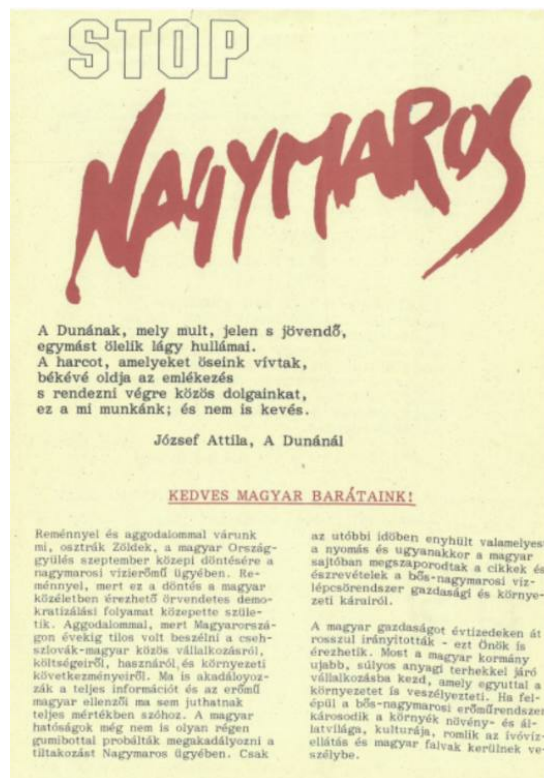 STOP
NAGYMAROS
A Dunának, mely mult, jelen s jövendő,
egymást ölelik lágy hullámai.
A harcot, amelyeket öseink vívtak,
békévé oldja az emlékezés
s rendezni végre közös dolgainkat,
ez a mi munkánk; és nem is kevés.
József Attila, A Dunánál
KEDVES MAGYAR BARÁTAINK!
Reménnyel és aggodalommal várunk
mi, osztrák Zöldek, a magyar Ország-
gyülés szeptember közepi döntésére a
nagymarosi vizierőmű ügyében. Re-
ménnyel, mert ez a döntés a magyar
közéletben érezhető örvendetes demo-
kratizálási folyamat közepette szüle-
tik. Aggodalommal, mert Magyarorszá-
gon évekig tilos volt beszélni a cseh-
szlovák-magyar közös vállalkozásról,
költségeiről, hasznáról és környezeti
következményeiről. Ma is akadályoz-
zák a teljes információt és az erőmű
magyar ellenzői ma sem juthatnak
teljes mértékben szóhoz. A magyar
hatóságok még nem is olyan régen
gumibottal probálták megakadályozni a
tiltakozást Nagymaros ügyében. Csak
az utóbbi idöben enyhült valamelyest
a nyomás és ugyanakkor a magyar
sajtóban megszaporodtak a cikkek és
észrevételek a bős-nagymarosi viz-
lépcsörendszer gazdasági és környe-
zeti kárairól.
A magyar gazdaságot évtizedeken át
rosszul irányították - ezt Önök is
érezhetik. Most a magyar kormány
ujabb, súlyos anyagi terhekkel járó
vállalkozásba kezd, amely egyuttal a
környezetet is veszélyezteti. Ha fel-
épül a bős-nagymarosi erőmürendszer
károsodik a környék növény- és ál-
latvilága, kulturája, romlik az ivóviz-
ellátás és magyar falvak kerülnek ve-
szélybe.